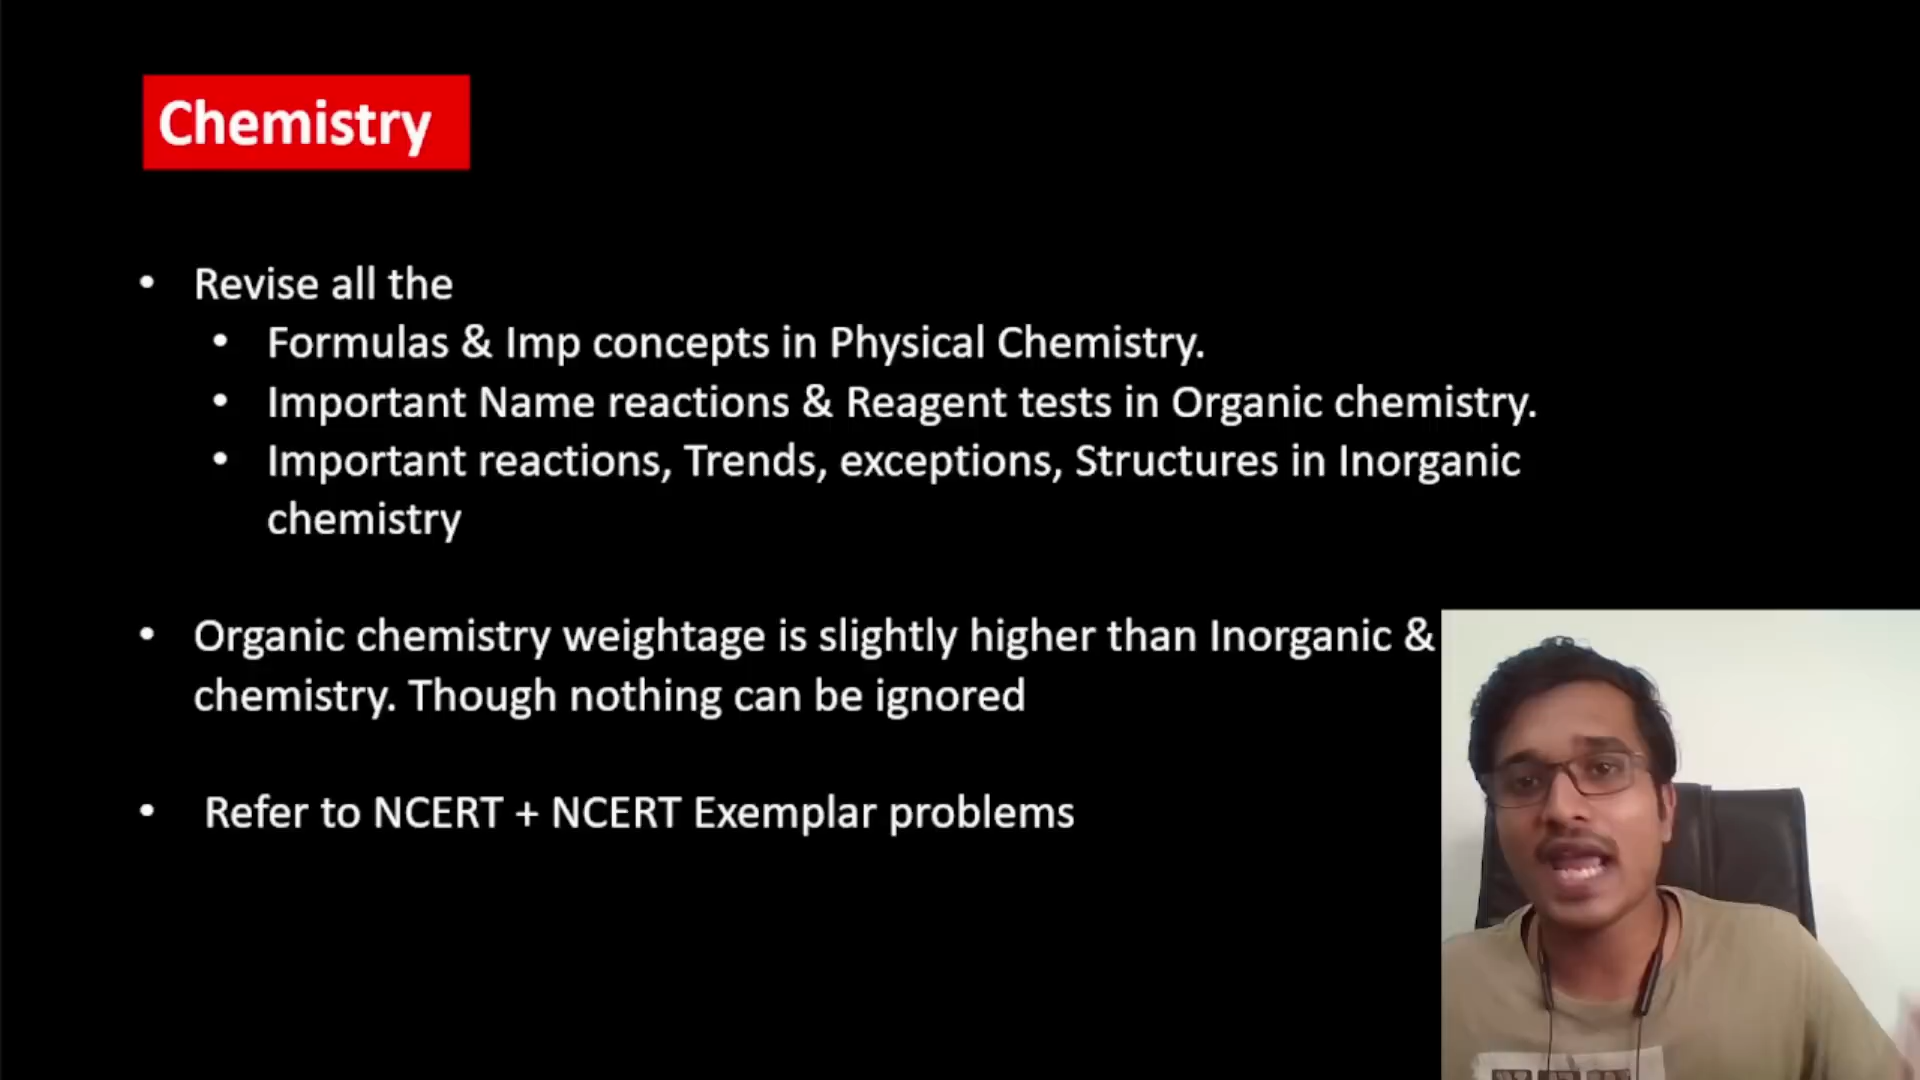 Chemistry
• Revise all the
• Formulas & Imp concepts in Physical Chemistry.
• Important Name reactions & Reagent tests in Organic chemistry.
• Important reactions, Trends, exceptions, Structures in Inorganic
chemistry
• Organic chemistry weightage is slightly higher than Inorganic &
chemistry. Though nothing can be ignored
• Refer to NCERT + NCERT Exemplar problems